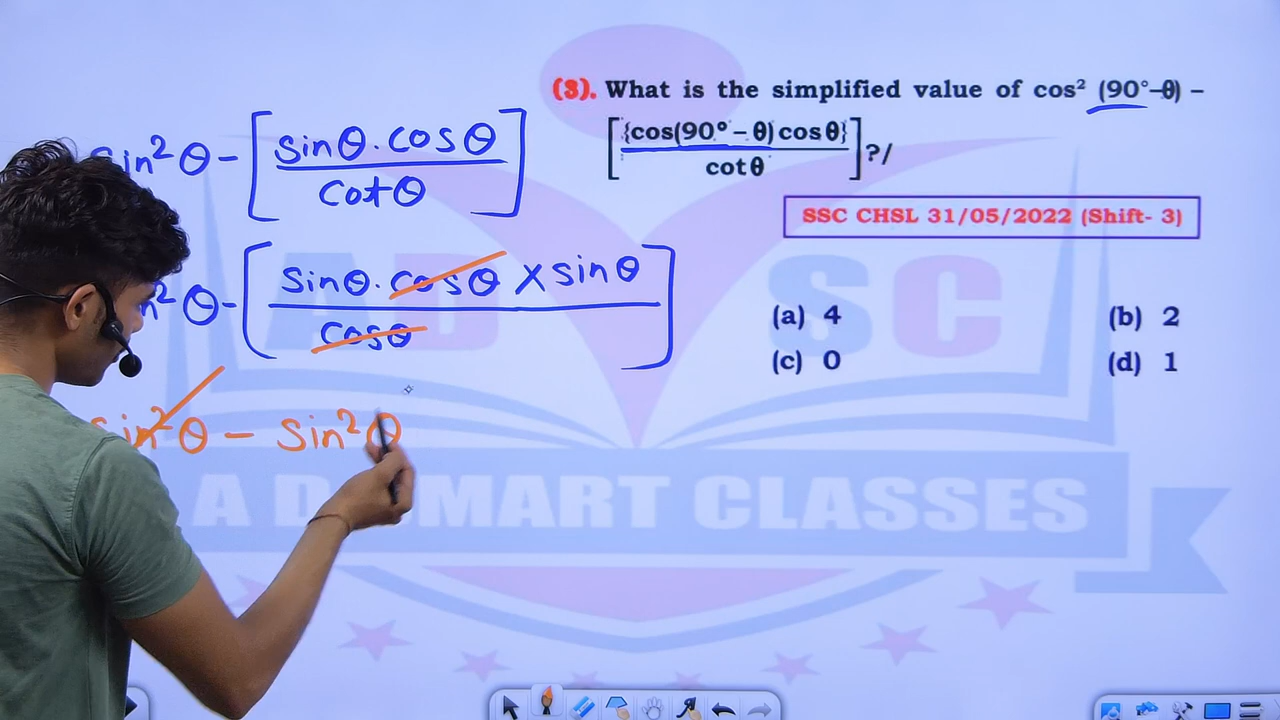 (3). What is the simplified value of cos² (90°–θ) –
[{cos(90° – θ) cos θ} / cot θ] ?/
SSC CHSL 31/05/2022 (Shift- 3)
(a) 4 (b) 2
(c) 0 (d) 1
sin²θ – [sinθ.cosθ / cotθ]
θ – [sinθ.cosθ × sinθ / cosθ]
sin²θ – sin²θ
A D SMART CLASSES